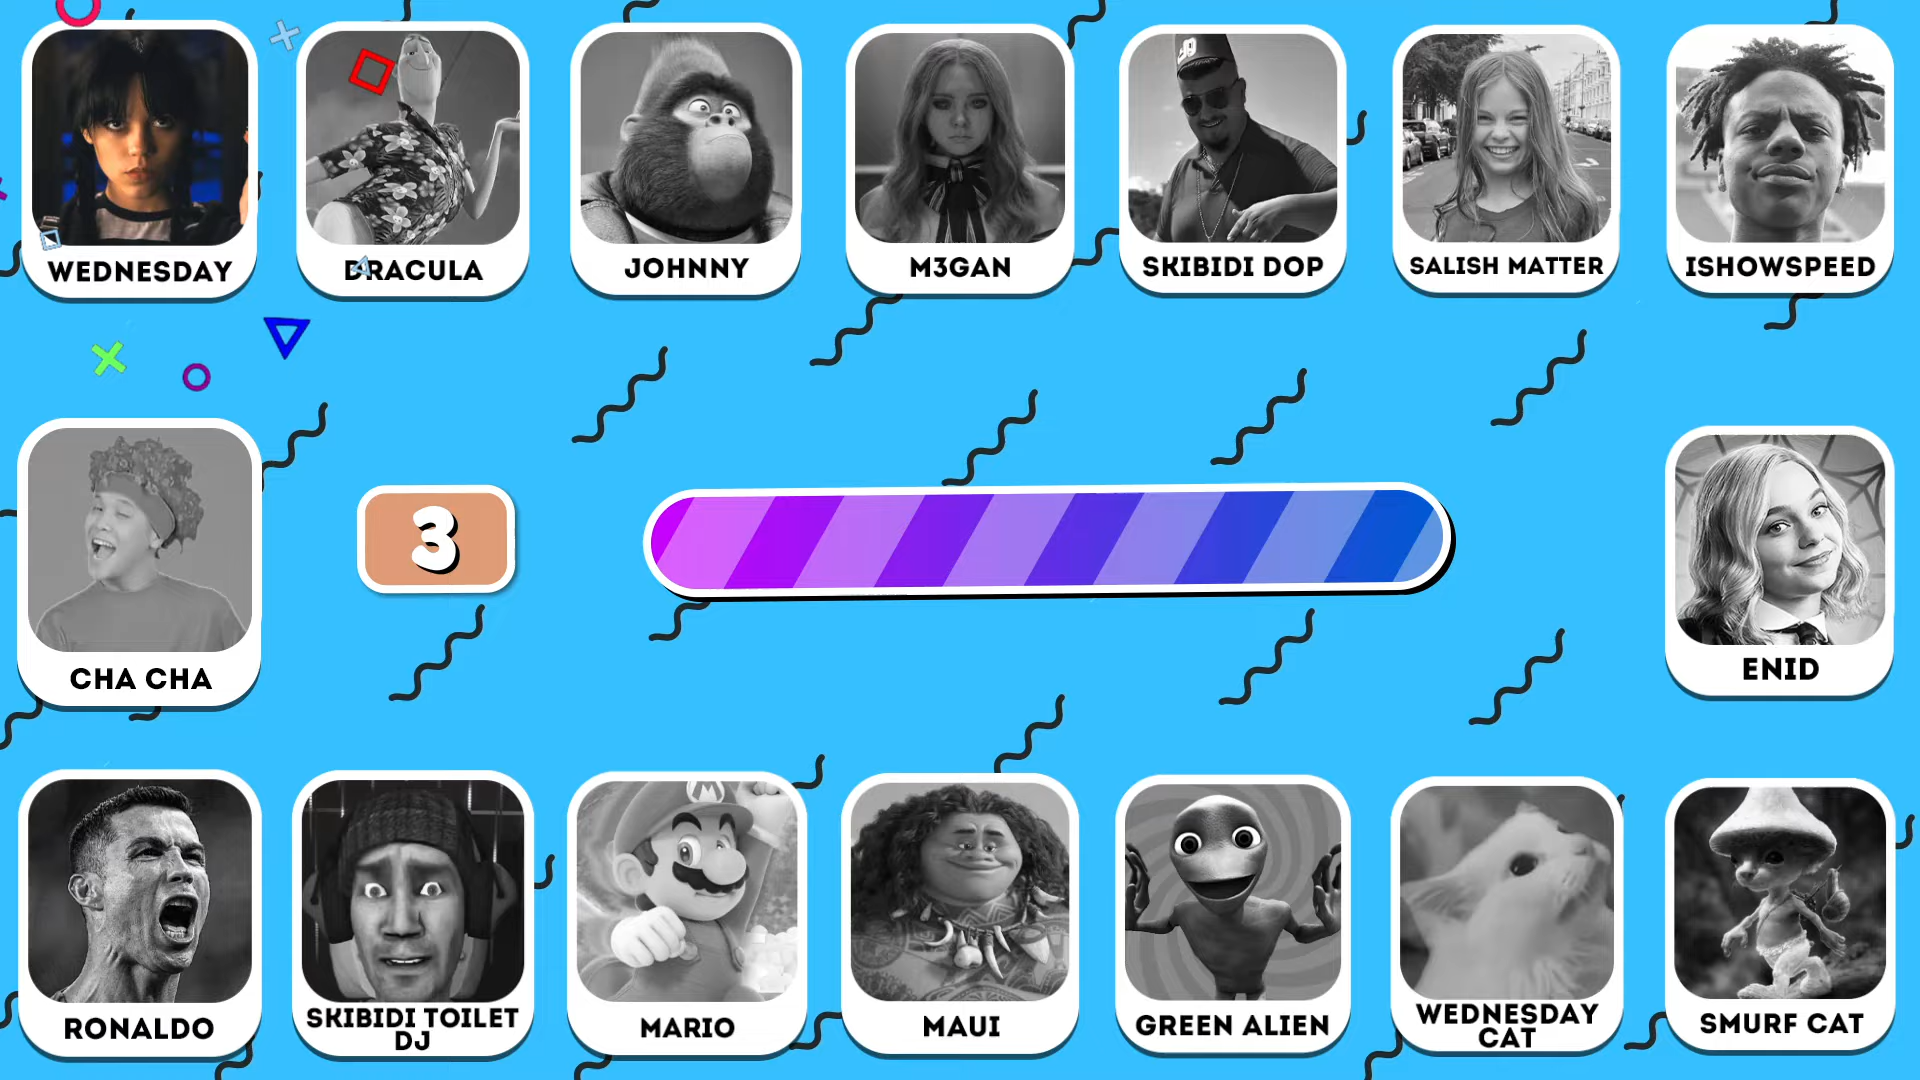 WEDNESDAY
DRACULA
JOHNNY
M3GAN
SKIBIDI DOP
SALISH MATTER
ISHOWSPEED
CHA CHA
3
ENID
M
RONALDO
SKIBIDI TOILET
DJ
MARIO
MAUI
GREEN ALIEN
WEDNESDAY
CAT
SMURF CAT